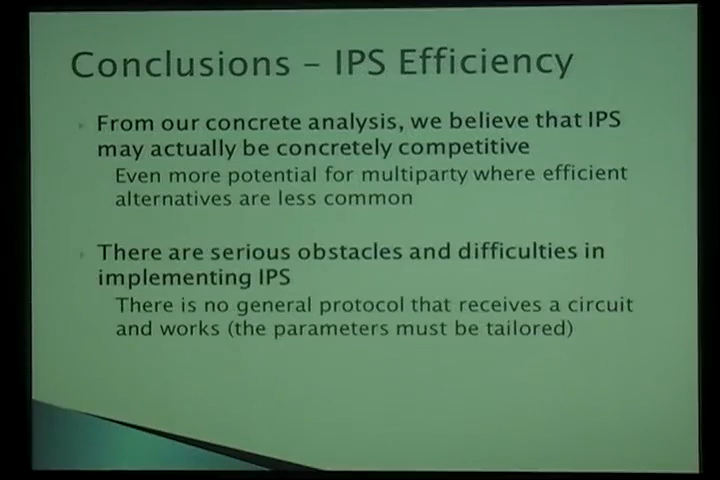 Conclusions – IPS Efficiency
From our concrete analysis, we believe that IPS
may actually be concretely competitive
Even more potential for multiparty where efficient
alternatives are less common
There are serious obstacles and difficulties in
implementing IPS
There is no general protocol that receives a circuit
and works (the parameters must be tailored)